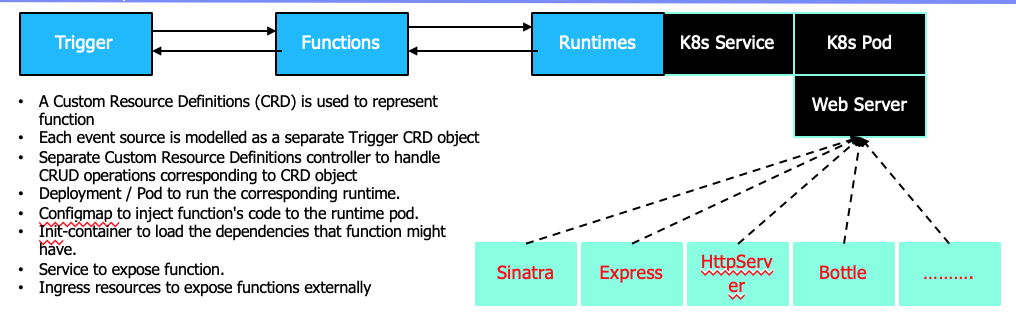 Trigger
Functions
Runtimes
K8s Service
K8s Pod
Web Server
• A Custom Resource Definitions (CRD) is used to represent
function
• Each event source is modelled as a separate Trigger CRD object
• Separate Custom Resource Definitions controller to handle
CRUD operations corresponding to CRD object
• Deployment / Pod to run the corresponding runtime.
• Configmap to inject function's code to the runtime pod.
• Init-container to load the dependencies that function might
have.
• Service to expose function.
• Ingress resources to expose functions externally
Sinatra
Express
HttpServ
er
Bottle
..........